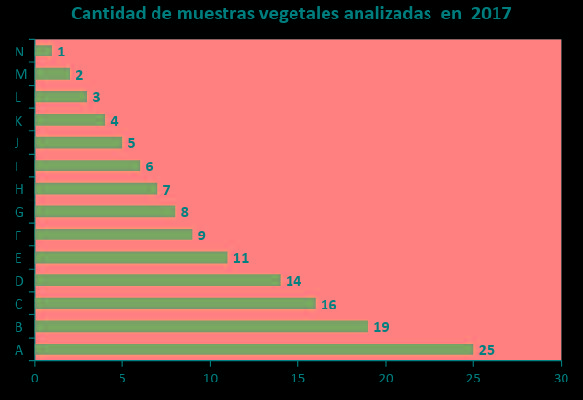 Cantidad de muestras vegetales analizadas en 2017
N 1
M 2
L 3
K 4
J 5
I 6
H 7
G 8
F 9
E 11
D 14
C 16
B 19
A 25
0 5 10 15 20 25 30